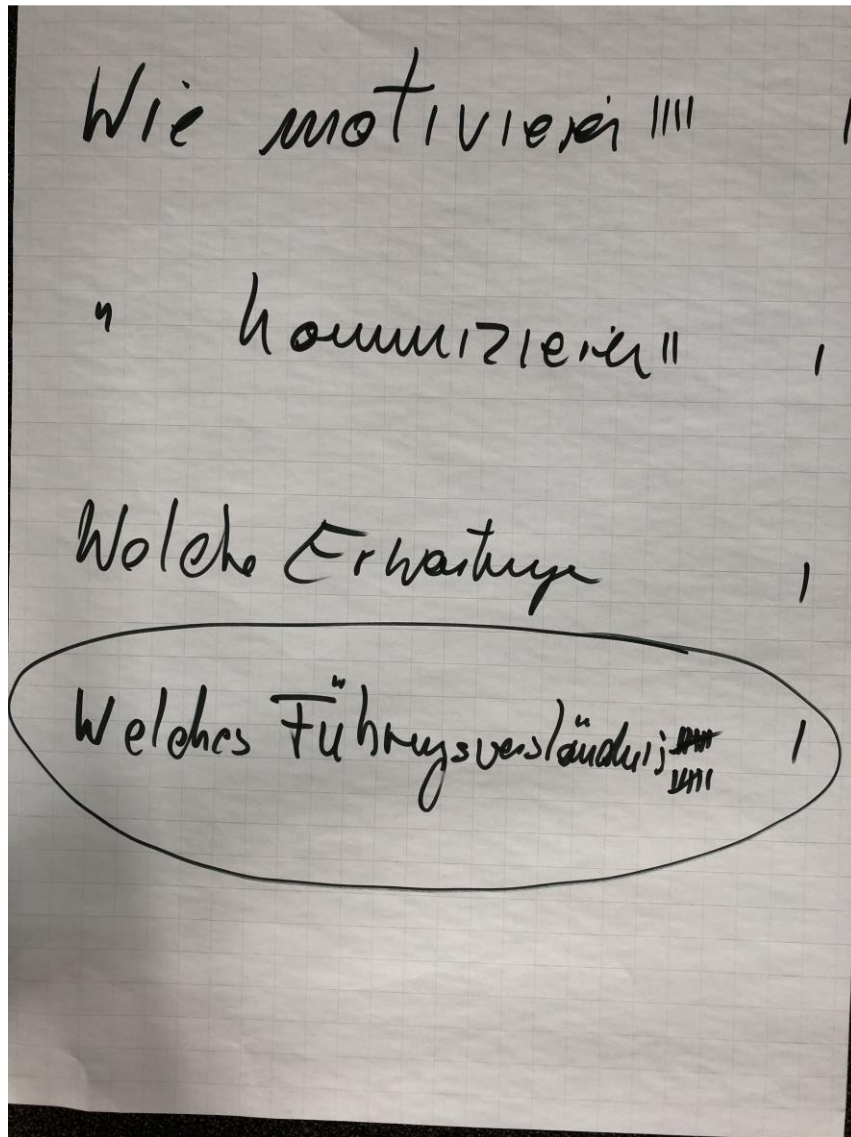 Wie motivieren |||| |
" kommunizieren || |
Welche Erwartungen |
Welches Führungsverständnis |